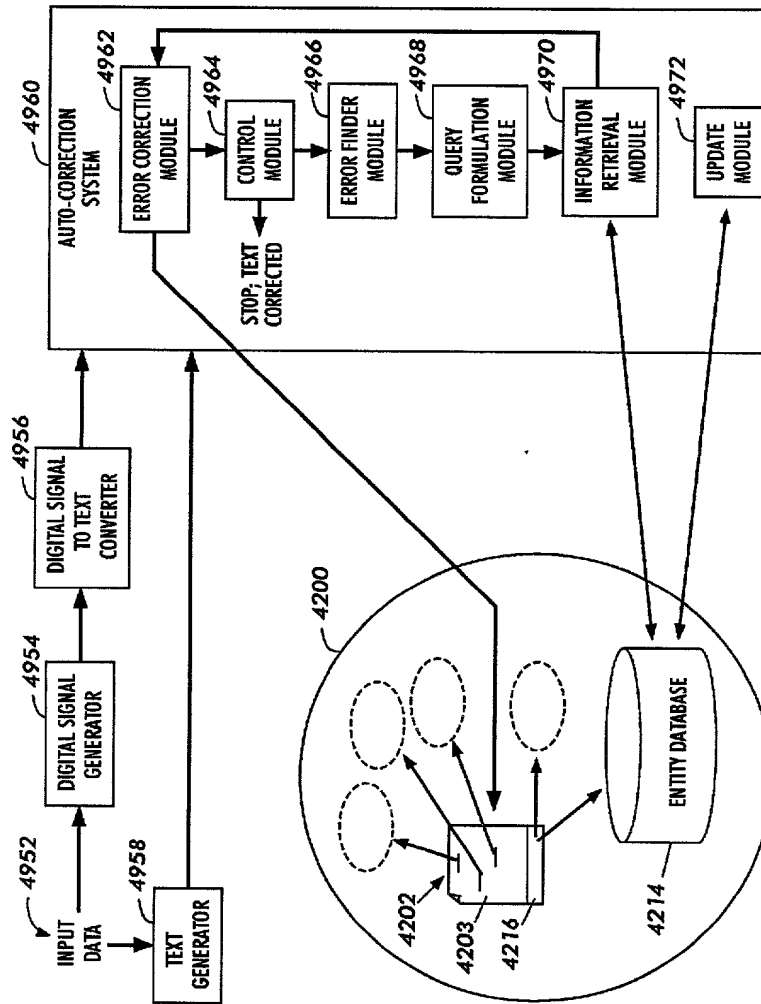 4952
INPUT
DATA
4954
DIGITAL SIGNAL
GENERATOR
4956
DIGITAL SIGNAL
TO TEXT
CONVERTER
4958
TEXT
GENERATOR
4960
AUTO-CORRECTION
SYSTEM
4962
ERROR CORRECTION
MODULE
4964
CONTROL
MODULE
STOP; TEXT
CORRECTED
4966
ERROR FINDER
MODULE
4968
QUERY
FORMULATION
MODULE
4970
INFORMATION
RETRIEVAL
MODULE
4972
UPDATE
MODULE
4200
4202
4203
4216
4214
ENTITY DATABASE